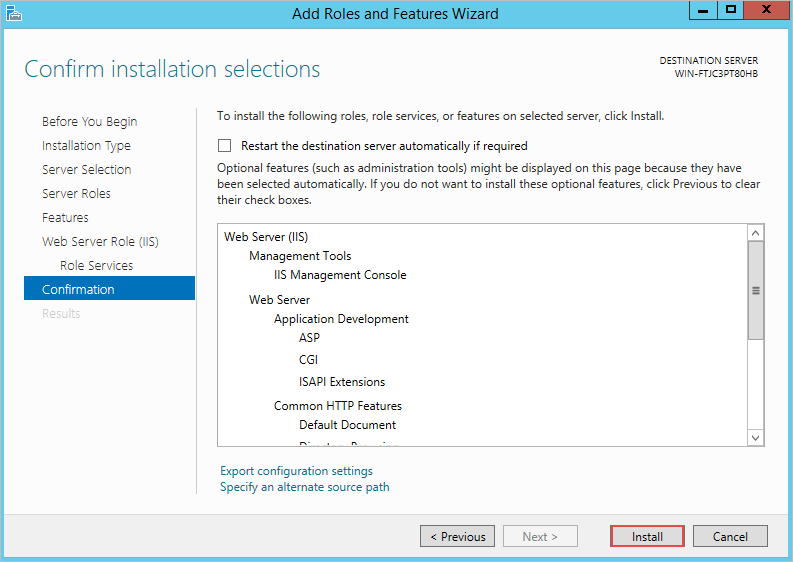 Add Roles and Features Wizard
Confirm installation selections
DESTINATION SERVER
WIN-FTJC3PT80HB
Before You Begin
Installation Type
Server Selection
Server Roles
Features
Web Server Role (IIS)
Role Services
Confirmation
Results
To install the following roles, role services, or features on selected server, click Install.
Restart the destination server automatically if required
Optional features (such as administration tools) might be displayed on this page because they have
been selected automatically. If you do not want to install these optional features, click Previous to clear
their check boxes.
Web Server (IIS)
Management Tools
IIS Management Console
Web Server
Application Development
ASP
CGI
ISAPI Extensions
Common HTTP Features
Default Document
Export configuration settings
Specify an alternate source path
< Previous
Next >
Install
Cancel